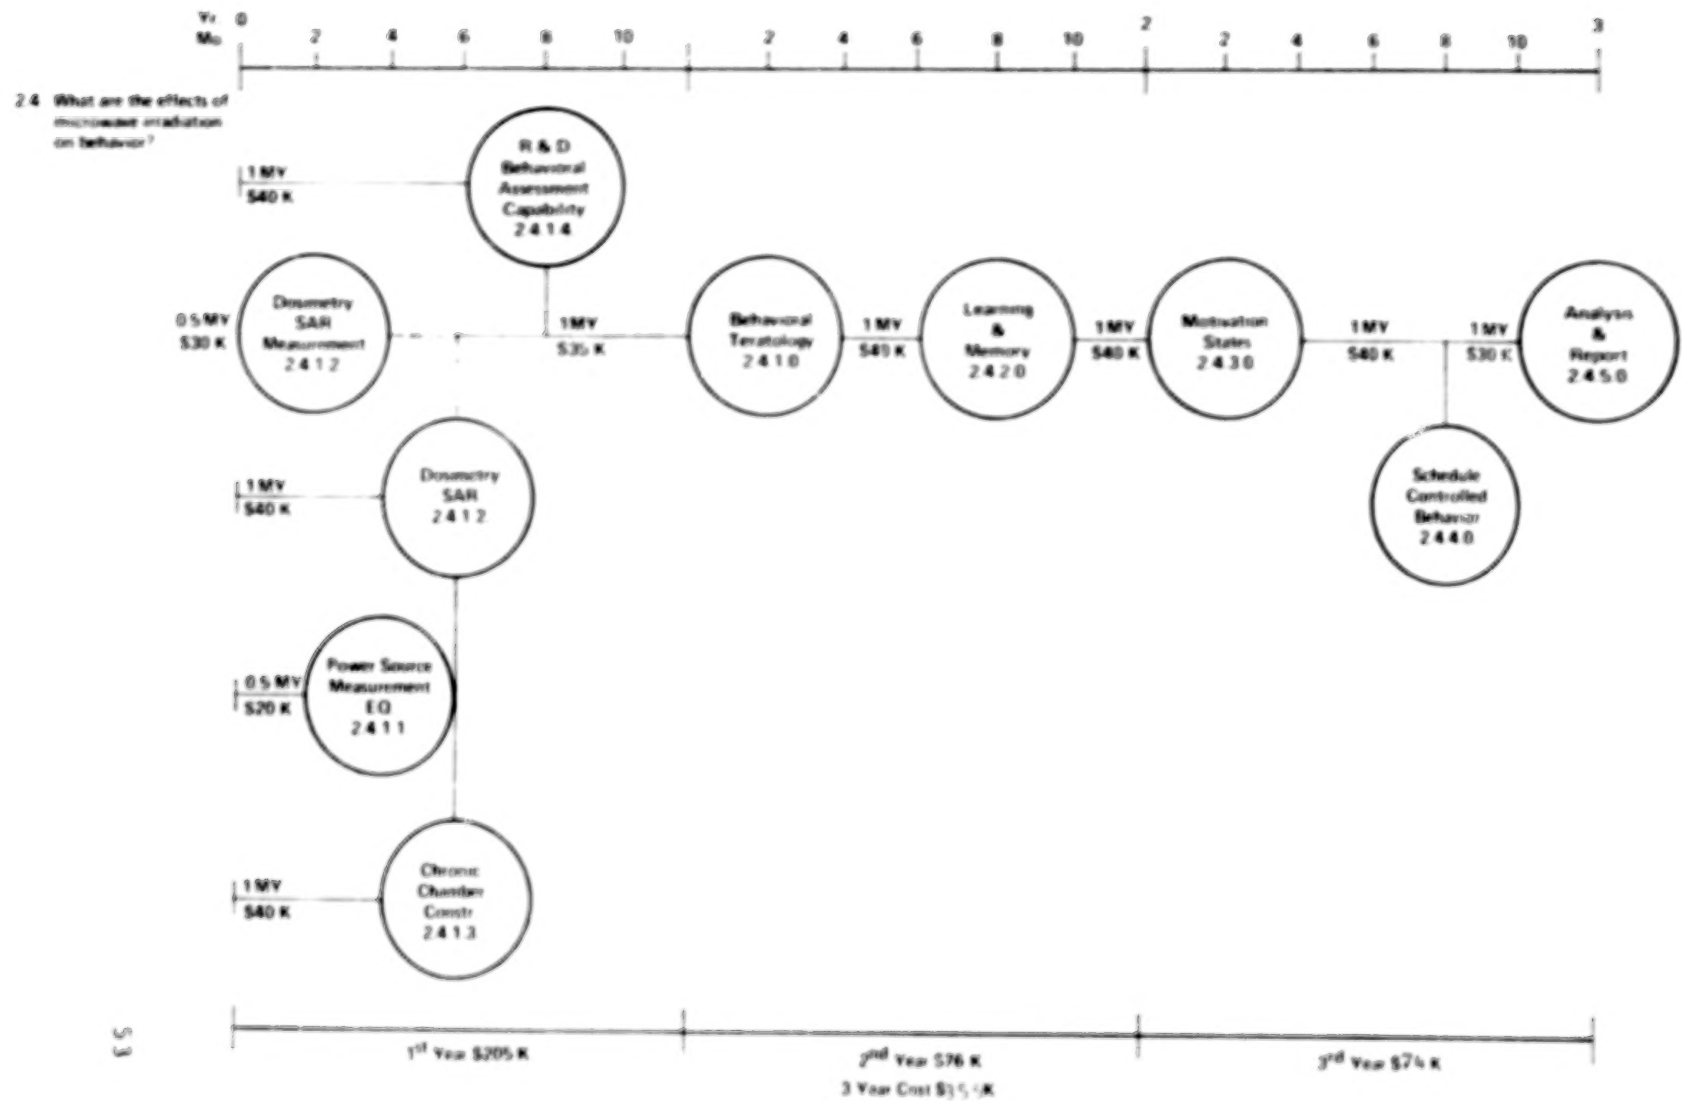 Yr. 0 2 3
Mo 2 4 6 8 10 2 4 6 8 10 2 4 6 8 10
2.4 What are the effects of
microwave irradiation
on behavior?
1 MY
$40 K
R & D
Behavioral
Assessment
Capability
2.4.1.4
0.5 MY
$30 K
Dosimetry
SAR
Measurement
2.4.1.2
1 MY
$35 K
Behavioral
Teratology
2.4.1.0
1 MY
K
Learning
&
Memory
2.4.2.0
1 MY
$40 K
Motivation
States
2.4.3.0
1 MY
$40 K
1 MY
$30 K
Analysis
&
Report
2.4.5.0
1 MY
$40 K
Dosimetry
SAR
2.4.1.2
Schedule
Controlled
Behavior
2.4.4.0
0.5 MY
$20 K
Power Source
Measurement
EQ
2.4.1.1
1 MY
$40 K
Chronic
Chamber
Constr.
2.4.1.3
53
1st Year $205 K
2nd Year $76 K
3rd Year $74 K
3 Year Cost